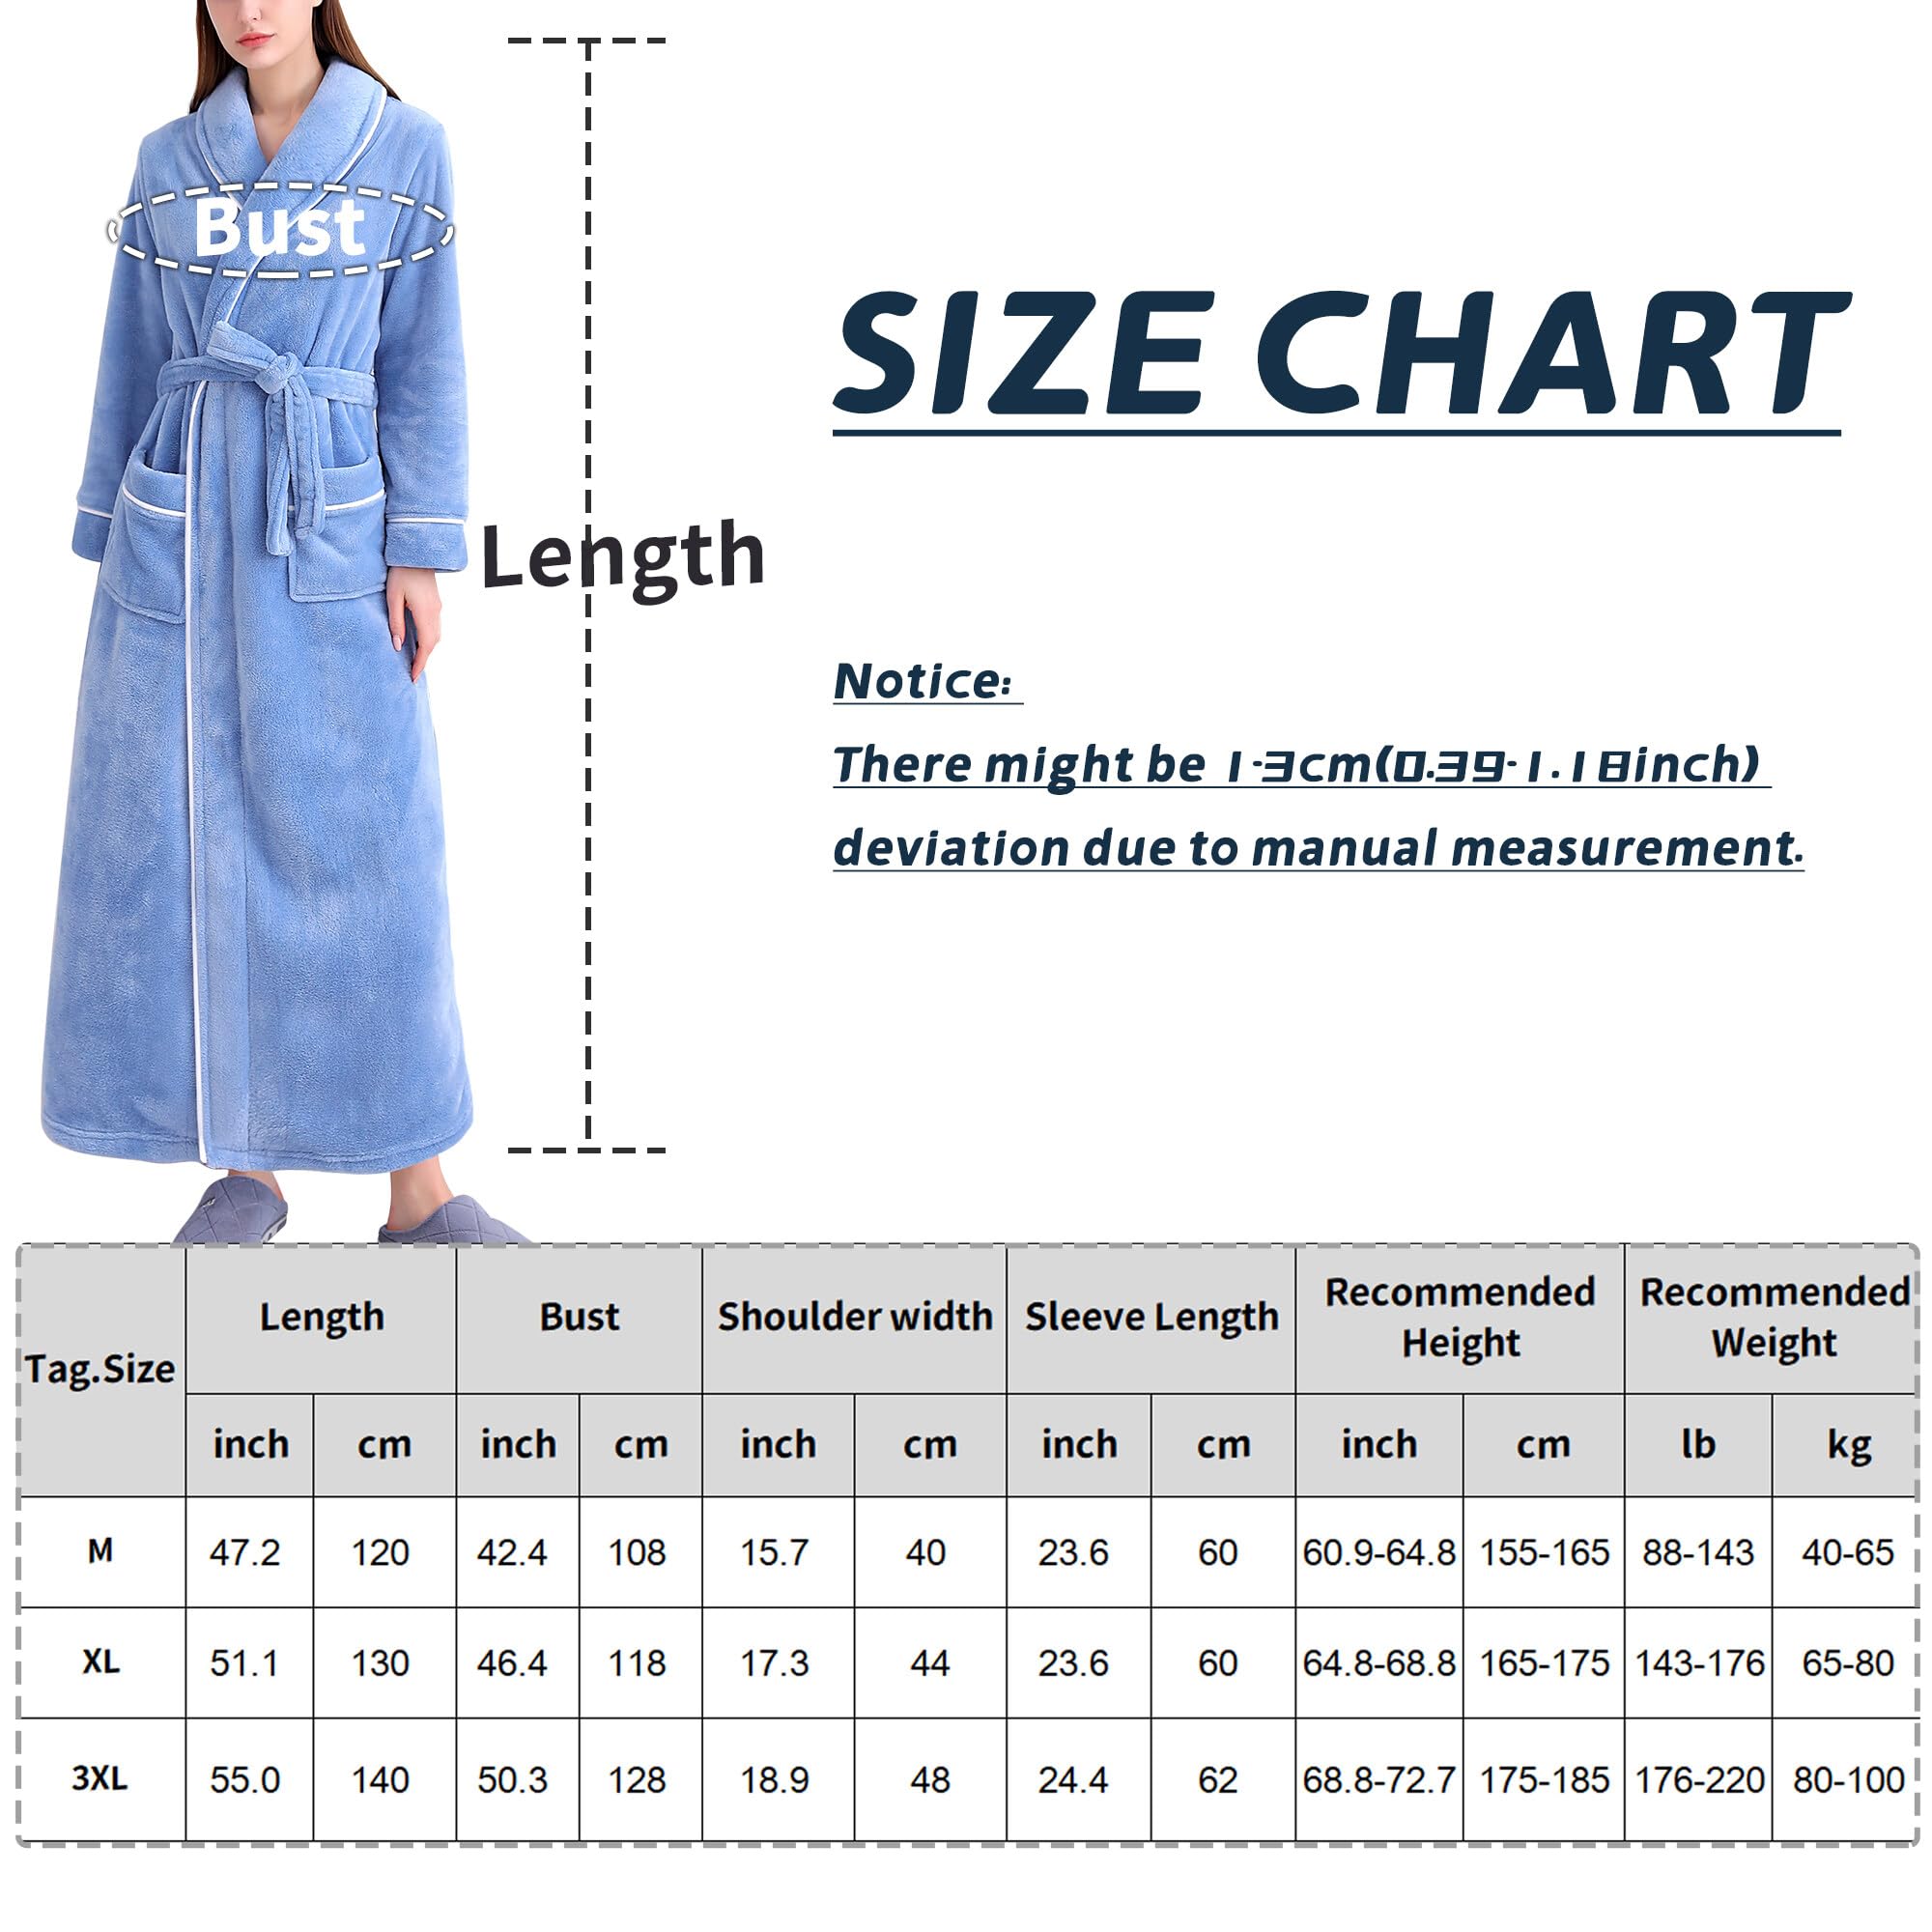 Bust
SIZE CHART
Length
Notice:
There might be 1-3cm(0.39-1.18inch)
deviation due to manual measurement.
Tag.Size Length Bust Shoulder width Sleeve Length Recommended Height Recommended Weight
inch cm inch cm inch cm inch cm inch cm lb kg
M 47.2 120 42.4 108 15.7 40 23.6 60 60.9-64.8 155-165 88-143 40-65
XL 51.1 130 46.4 118 17.3 44 23.6 60 64.8-68.8 165-175 143-176 65-80
3XL 55.0 140 50.3 128 18.9 48 24.4 62 68.8-72.7 175-185 176-220 80-100